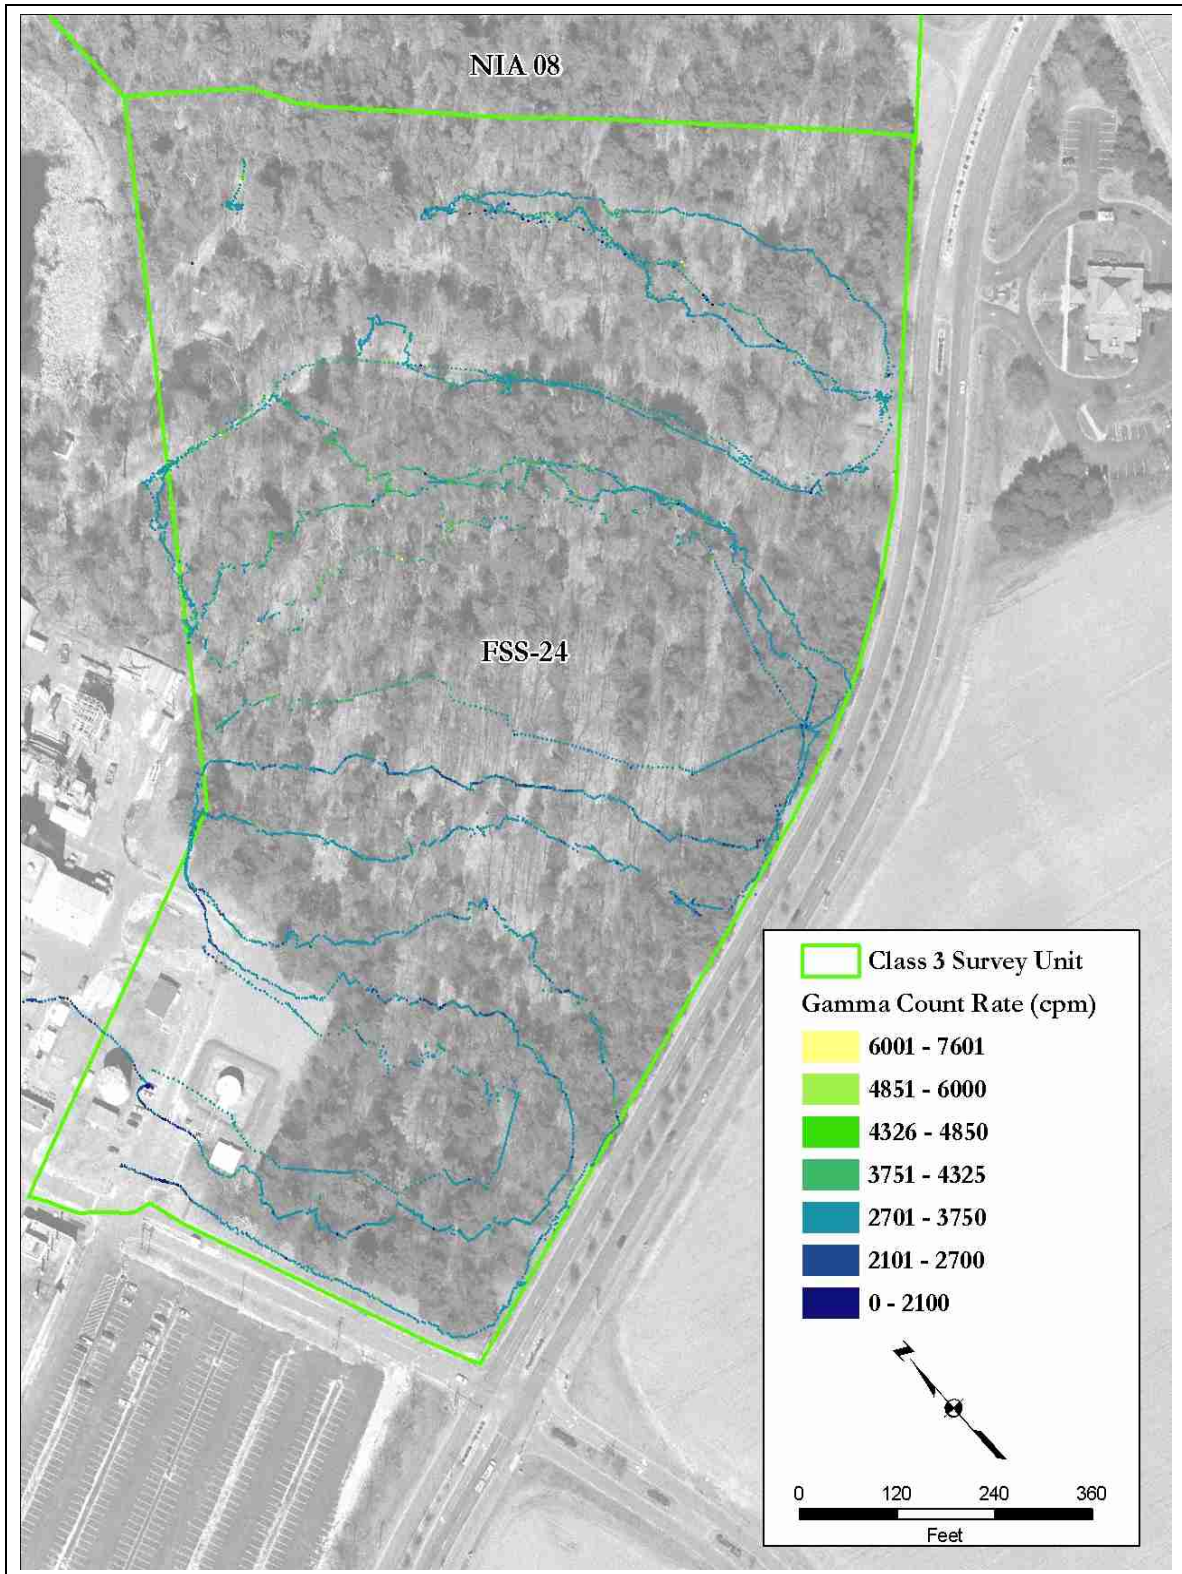 NIA 08
FSS-24
Class 3 Survey Unit
Gamma Count Rate (cpm)
6001 - 7601
4851 - 6000
4326 - 4850
3751 - 4325
2701 - 3750
2101 - 2700
0 - 2100
N
0 120 240 360
Feet